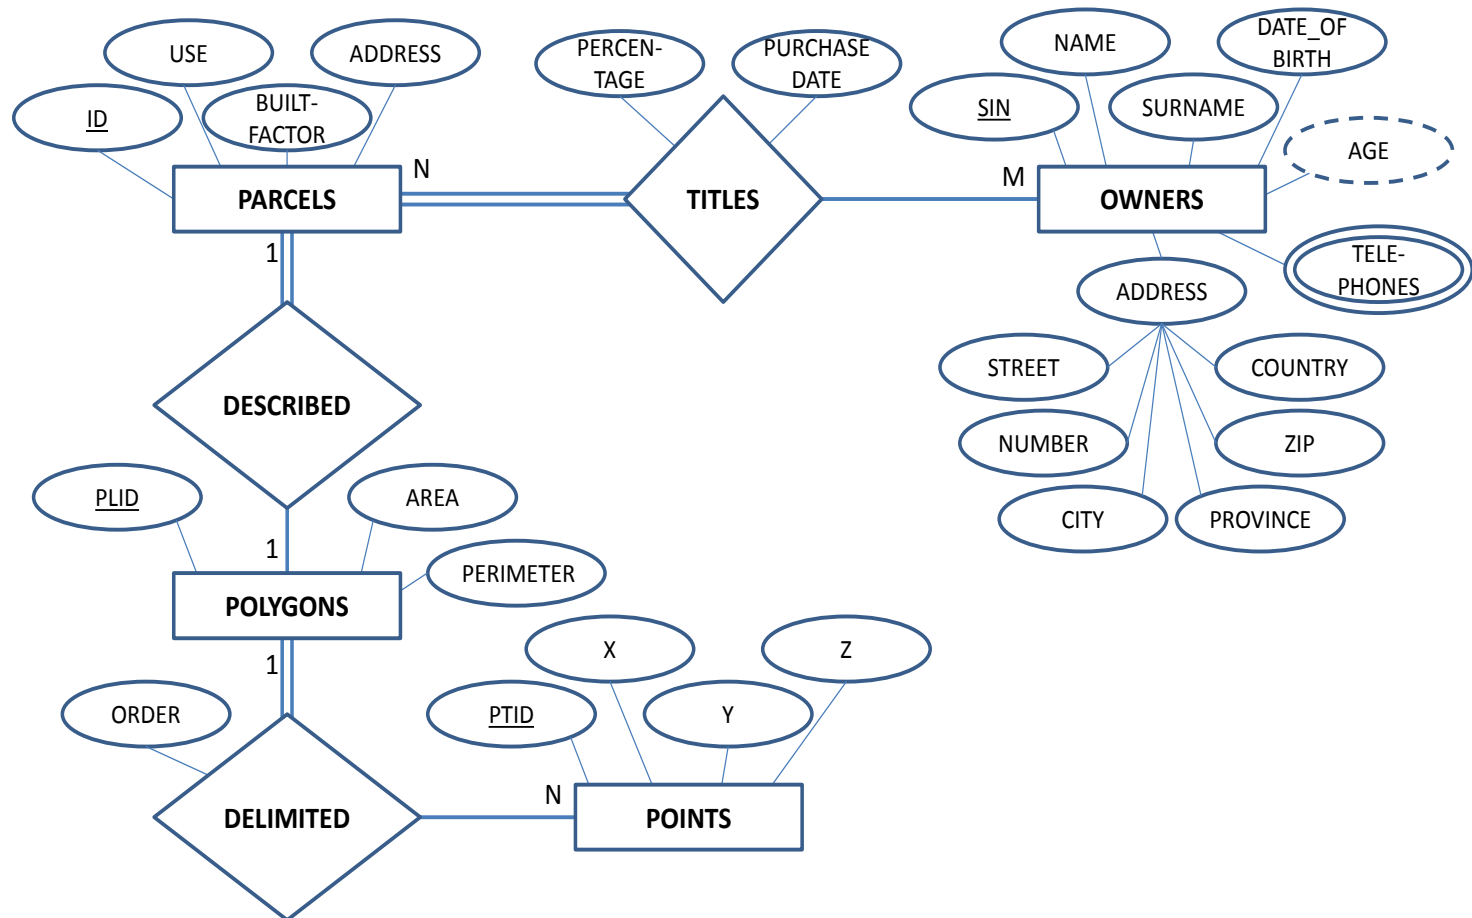 USE
ADDRESS
ID
BUILT-
FACTOR
PARCELS
N
PERCEN-
TAGE
PURCHASE
DATE
TITLES
M
NAME
DATE_OF
BIRTH
SIN
SURNAME
AGE
OWNERS
TELE-
PHONES
ADDRESS
STREET
COUNTRY
NUMBER
ZIP
CITY
PROVINCE
1
DESCRIBED
PLID
AREA
1
PERIMETER
POLYGONS
1
ORDER
DELIMITED
N
X
Z
PTID
Y
POINTS